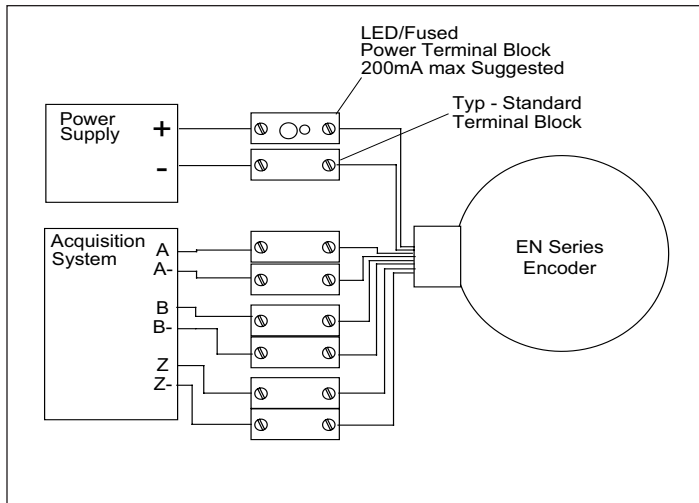 LED/Fused
Power Terminal Block
200mA max Suggested
Typ - Standard
Terminal Block
Power
Supply
+
-
Acquisition
System
A
A-
B
B-
Z
Z-
EN Series
Encoder